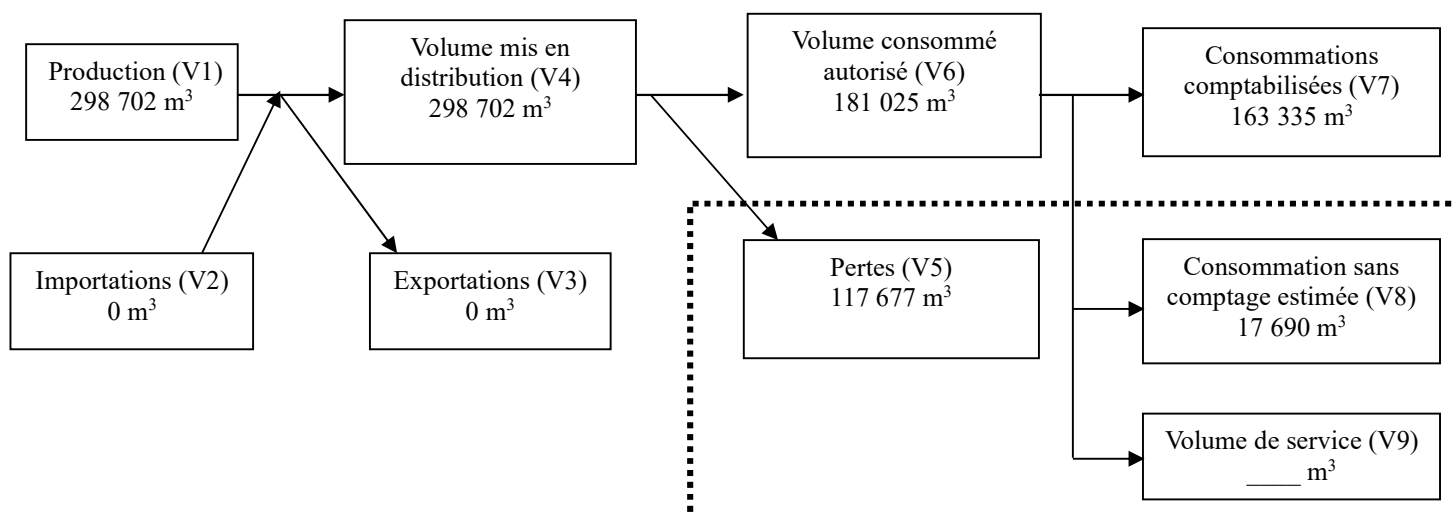 Production (V1)
298 702 m³
Volume mis en
distribution (V4)
298 702 m³
Volume consommé
autorisé (V6)
181 025 m³
Consommations
comptabilisées (V7)
163 335 m³
Importations (V2)
0 m³
Exportations (V3)
0 m³
Pertes (V5)
117 677 m³
Consommation sans
comptage estimée (V8)
17 690 m³
Volume de service (V9)
____ m³